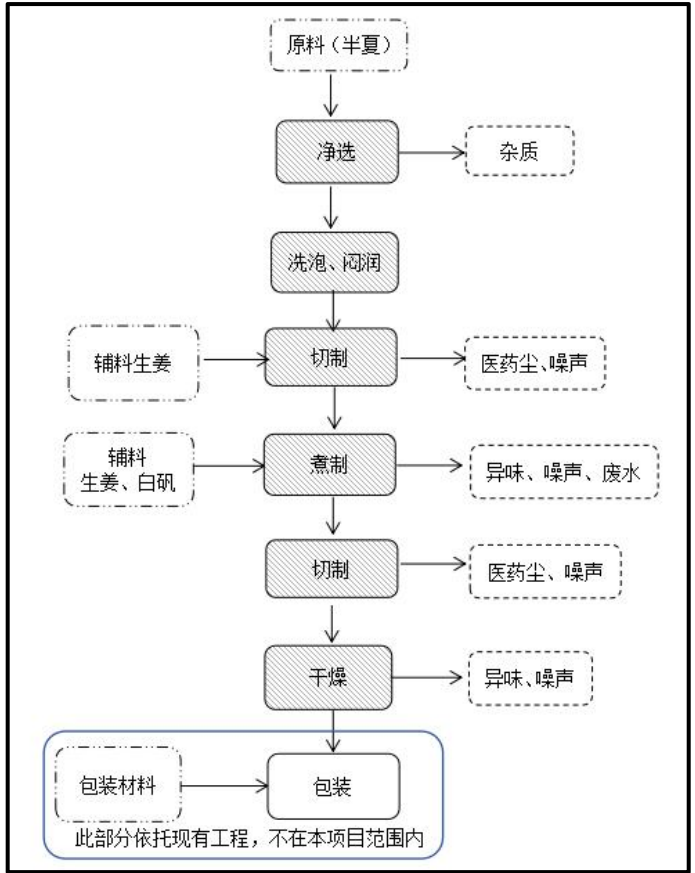 原料（半夏）
净选
杂质
洗泡、闷润
辅料生姜
切制
医药尘、噪声
辅料
生姜、白矾
煮制
异味、噪声、废水
切制
医药尘、噪声
干燥
异味、噪声
包装材料
包装
此部分依托现有工程，不在本项目范围内